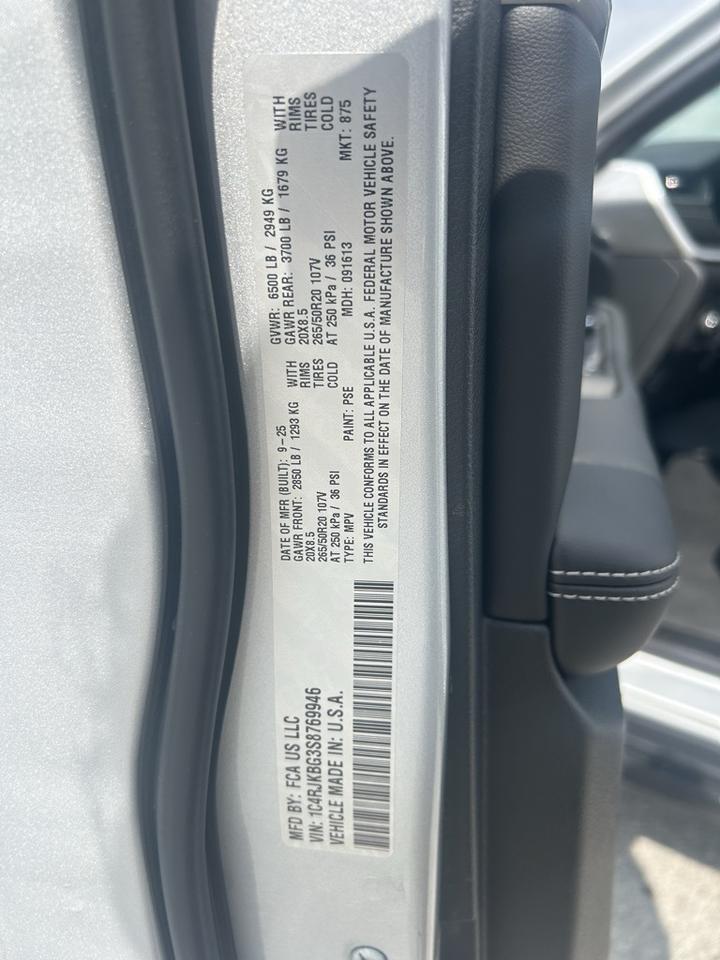 MFD BY: FCA US LLC
VIN: 1C4RJKBG3S8769946
VEHICLE MADE IN: U.S.A.
DATE OF MFR (BUILT): 9-25 GVWR: 6500 LB / 2949 KG
GAWR FRONT: 2850 LB / 1293 KG WITH GAWR REAR: 3700 LB / 1679 KG WITH
20X8.5 RIMS 20X8.5 RIMS
265/50R20 107V TIRES 265/50R20 107V TIRES
AT 250 kPa / 36 PSI COLD AT 250 kPa / 36 PSI COLD
TYPE: MPV PAINT: PSE MDH: 091613 MKT: 875
THIS VEHICLE CONFORMS TO ALL APPLICABLE U.S.A. FEDERAL MOTOR VEHICLE SAFETY
STANDARDS IN EFFECT ON THE DATE OF MANUFACTURE SHOWN ABOVE.